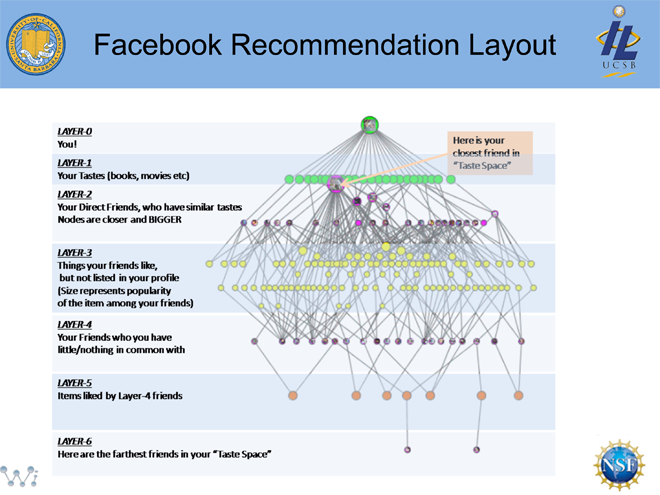 Facebook Recommendation Layout
UCSB
LAYER-0
You!
Here is your
closest friend in
"Taste Space"
LAYER-1
Your Tastes (books, movies etc)
LAYER-2
Your Direct Friends, who have similar tastes
Nodes are closer and BIGGER
LAYER-3
Things your friends like,
but not listed in your profile
(Size represents popularity
of the item among your friends)
LAYER-4
Your Friends who you have
little/nothing in common with
LAYER-5
Items liked by Layer-4 friends
LAYER-6
Here are the farthest friends in your "Taste Space"
NSF